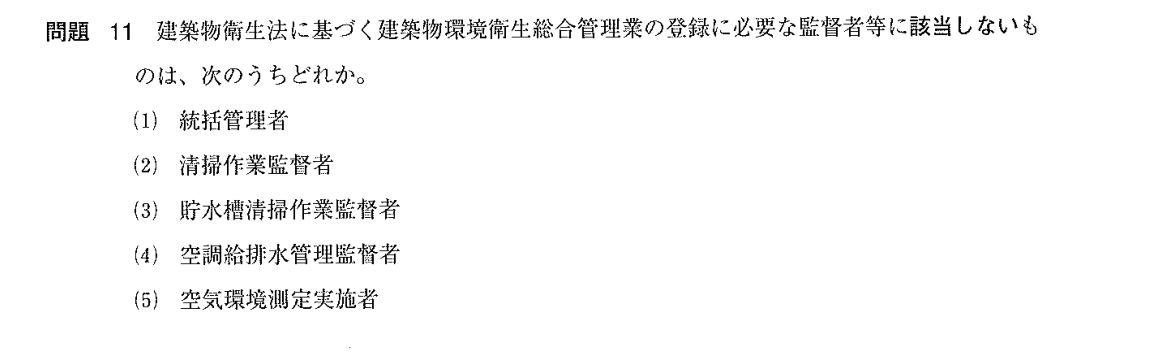 問題 11 建築物衛生法に基づく建築物環境衛生総合管理業の登録に必要な監督者等に該当しないも
のは、次のうちどれか。
(1) 統括管理者
(2) 清掃作業監督者
(3) 貯水槽清掃作業監督者
(4) 空調給排水管理監督者
(5) 空気環境測定実施者